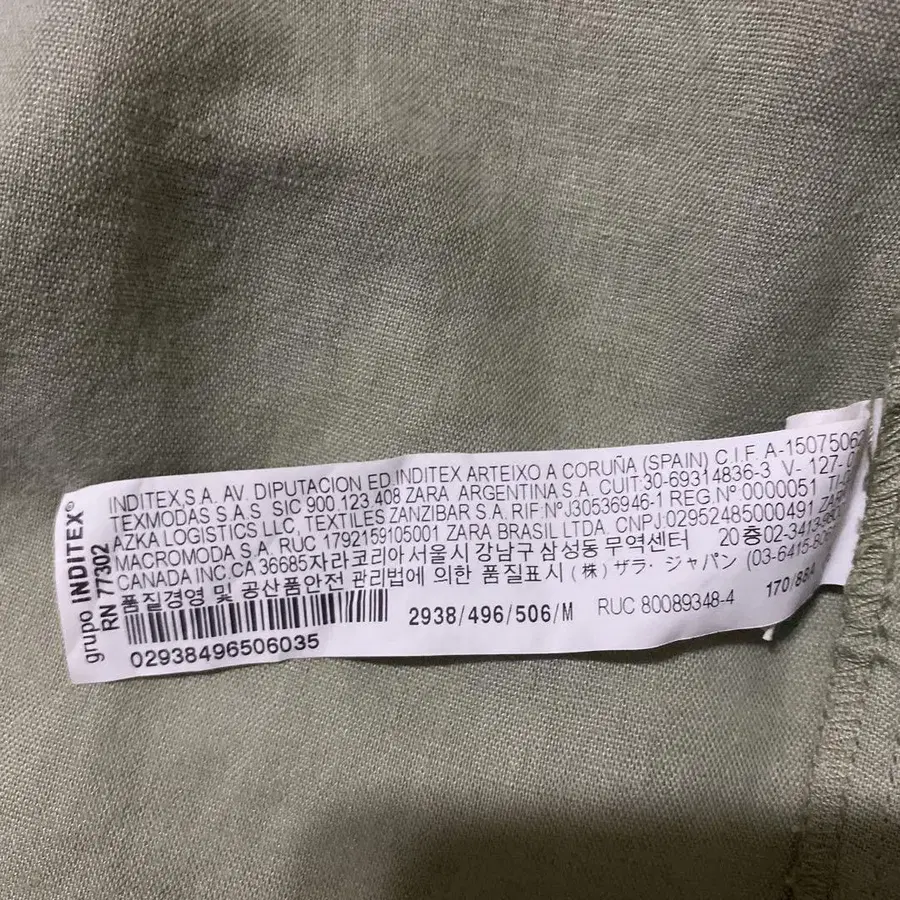 grupo INDITEX®
RN 77302
INDITEX,S.A. AV. DIPUTACION ED.INDITEX ARTEIXO A CORUÑA (SPAIN) C.I.F. A-1507506
TEXMODAS S.A.S SIC 900.123 408 ZARA ARGENTINA S.A. CUIT:30-69314836-3 V- 127-
AZKA LOGISTICS LLC, TEXTILES ZANZIBAR S.A. RIF:NºJ30536946-1 REG.Nº 0000051
MACROMODA S.A. RUC 1792159105001 ZARA BRASIL LTDA. CNPJ:02952485000491 ZARA
CANADA INC.CA 36685자라코리아 서울시 강남구 삼성동 무역센터 20층02-3413-
품질경영 및 공산품안전 관리법에 의한 품질표시 (株) ザラ・ジャパン (03-6415-
2938/496/506/M RUC 80089348-4 170/88A
02938496506035